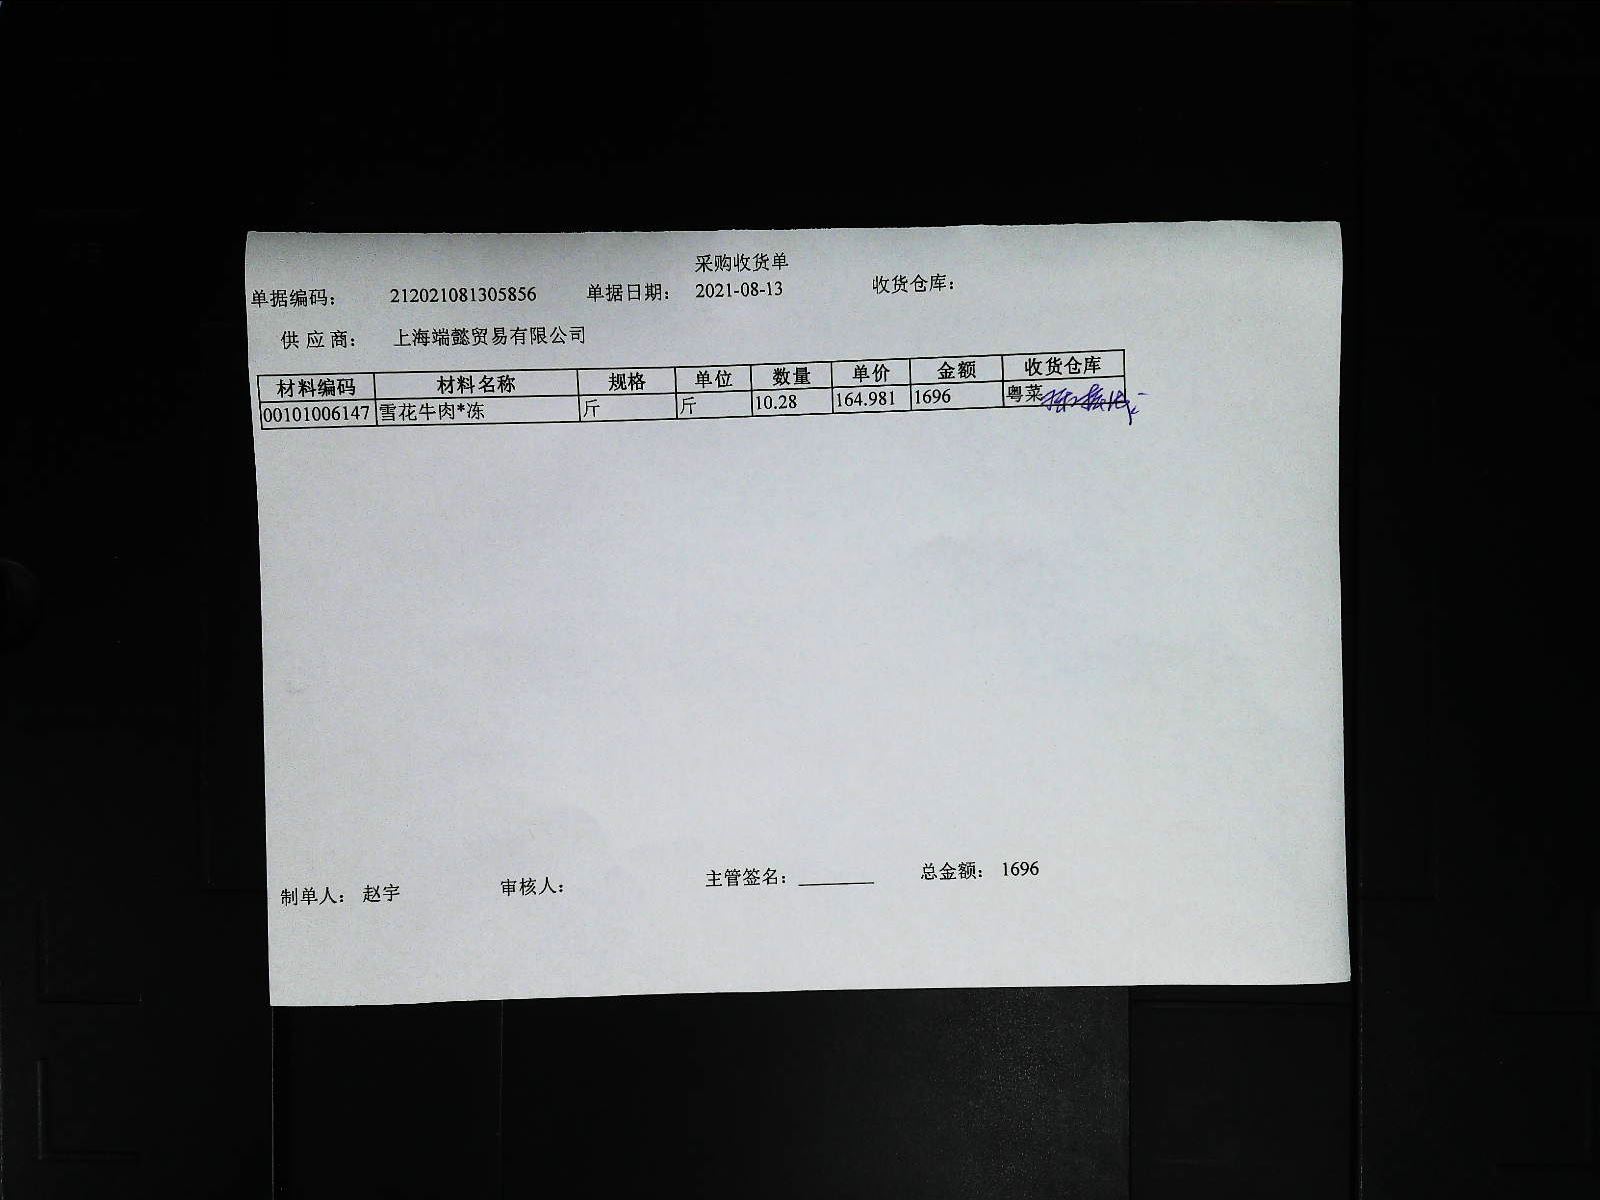 采购收货单
单据编码： 212021081305856 单据日期： 2021-08-13 收货仓库：
供 应 商： 上海端懿贸易有限公司
材料编码 材料名称 规格 单位 数量 单价 金额 收货仓库
00101006147 雪花牛肉*冻 斤 斤 10.28 164.981 1696 粤菜
制单人： 赵宇 审核人： 主管签名：________ 总金额： 1696